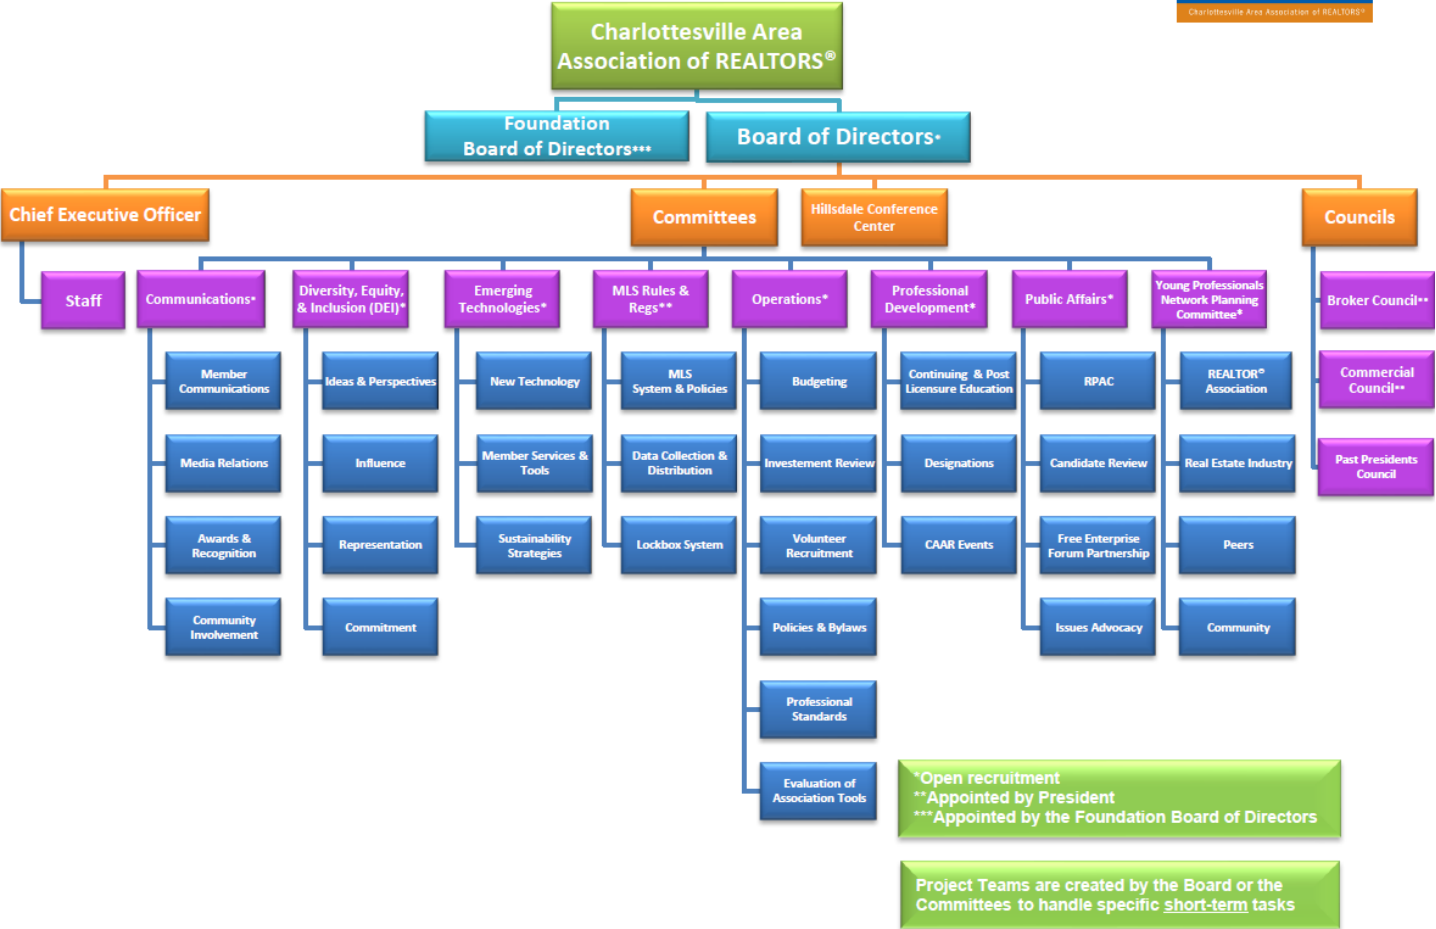 Charlottesville Area Association of REALTORS®
Charlottesville Area
Association of REALTORS®
Foundation
Board of Directors***
Board of Directors*
Chief Executive Officer
Committees
Hillsdale Conference
Center
Councils
Staff
Communications*
Diversity, Equity,
& Inclusion (DEI)*
Emerging
Technologies*
MLS Rules &
Regs**
Operations*
Professional
Development*
Public Affairs*
Young Professionals
Network Planning
Committee*
Broker Council**
Commercial
Council**
Past Presidents
Council
Member
Communications
Media Relations
Awards &
Recognition
Community
Involvement
Ideas & Perspectives
Influence
Representation
Commitment
New Technology
Member Services &
Tools
Sustainability
Strategies
MLS
System & Policies
Data Collection &
Distribution
Lockbox System
Budgeting
Investement Review
Volunteer
Recruitment
Policies & Bylaws
Professional
Standards
Evaluation of
Association Tools
Continuing & Post
Licensure Education
Designations
CAAR Events
RPAC
Candidate Review
Free Enterprise
Forum Partnership
Issues Advocacy
REALTOR®
Association
Real Estate Industry
Peers
Community
*Open recruitment
**Appointed by President
***Appointed by the Foundation Board of Directors
Project Teams are created by the Board or the
Committees to handle specific short-term tasks